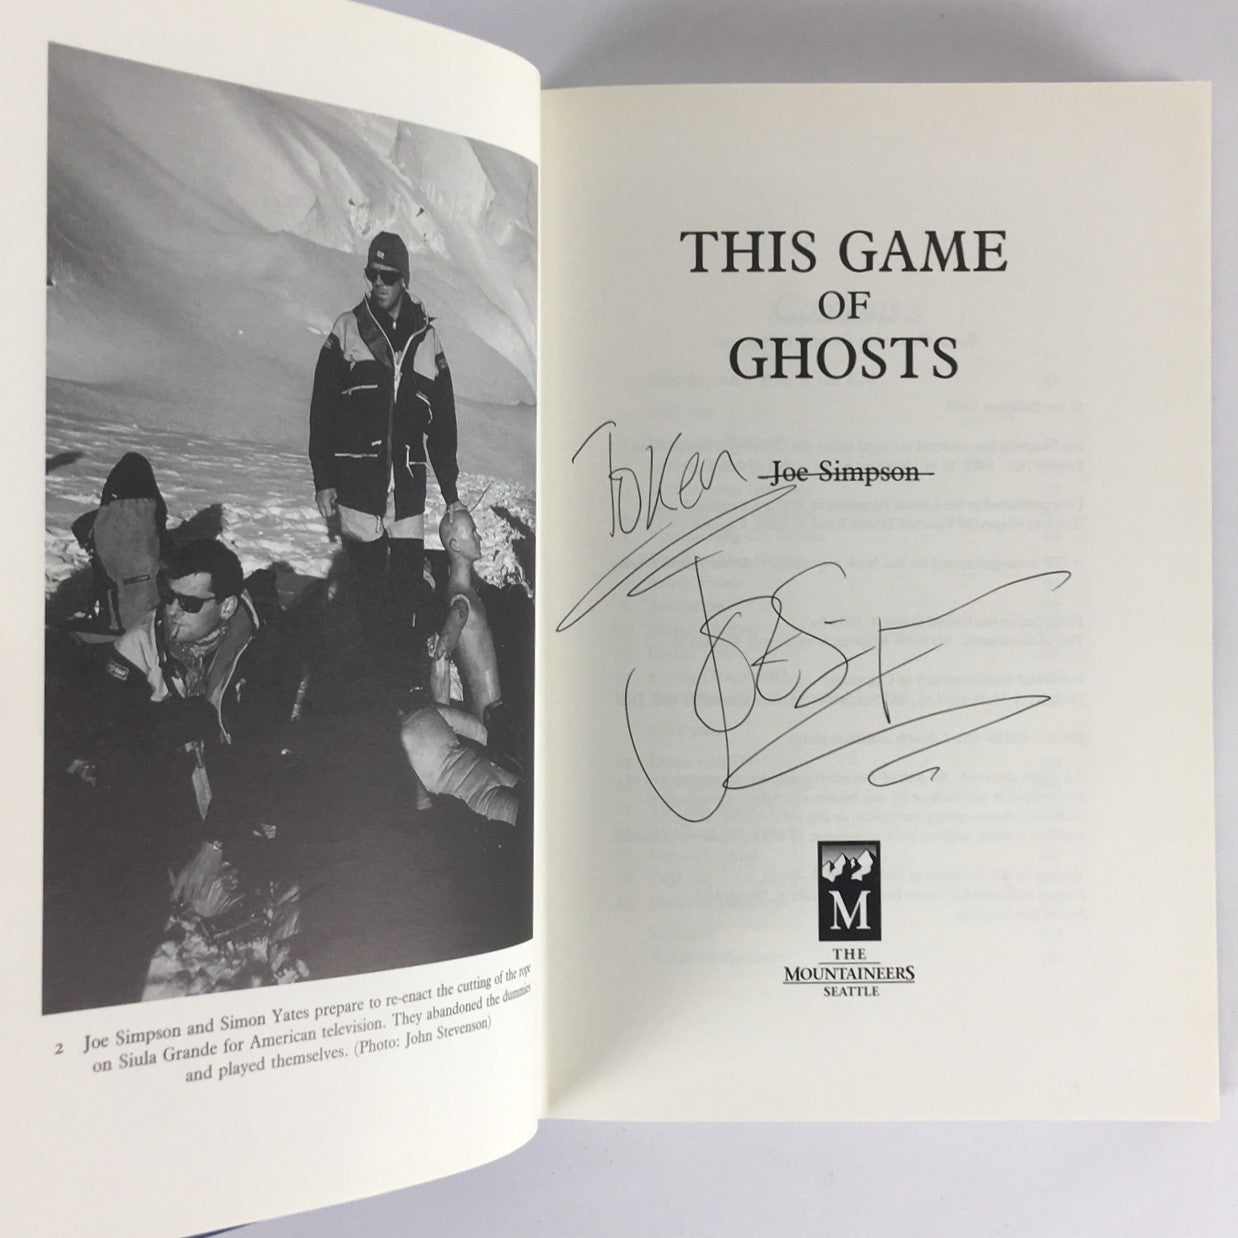 2 Joe Simpson and Simon Yates prepare to re-enact the cutting of the rope
on Siula Grande for American television. They abandoned the dummies
and played themselves. (Photo: John Stevenson)
THIS GAME
OF
GHOSTS
Joe Simpson
To Ken
M
THE
MOUNTAINEERS
SEATTLE